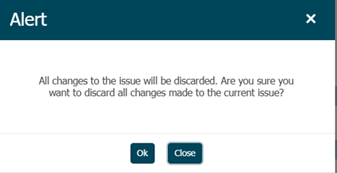 Alert
All changes to the issue will be discarded. Are you sure you
want to discard all changes made to the current issue?
Ok Close